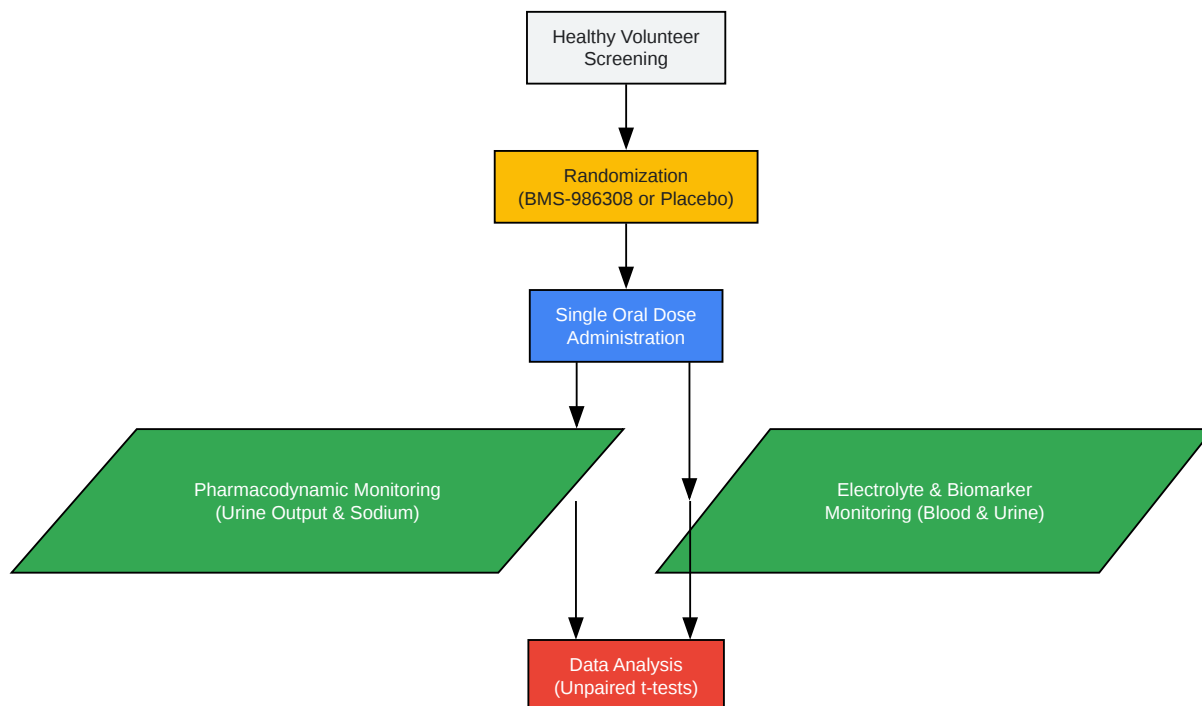 Healthy Volunteer
Screening
Randomization
(BMS-986308 or Placebo)
Single Oral Dose
Administration
Pharmacodynamic Monitoring
(Urine Output & Sodium)
Electrolyte & Biomarker
Monitoring (Blood & Urine)
Data Analysis
(Unpaired t-tests)